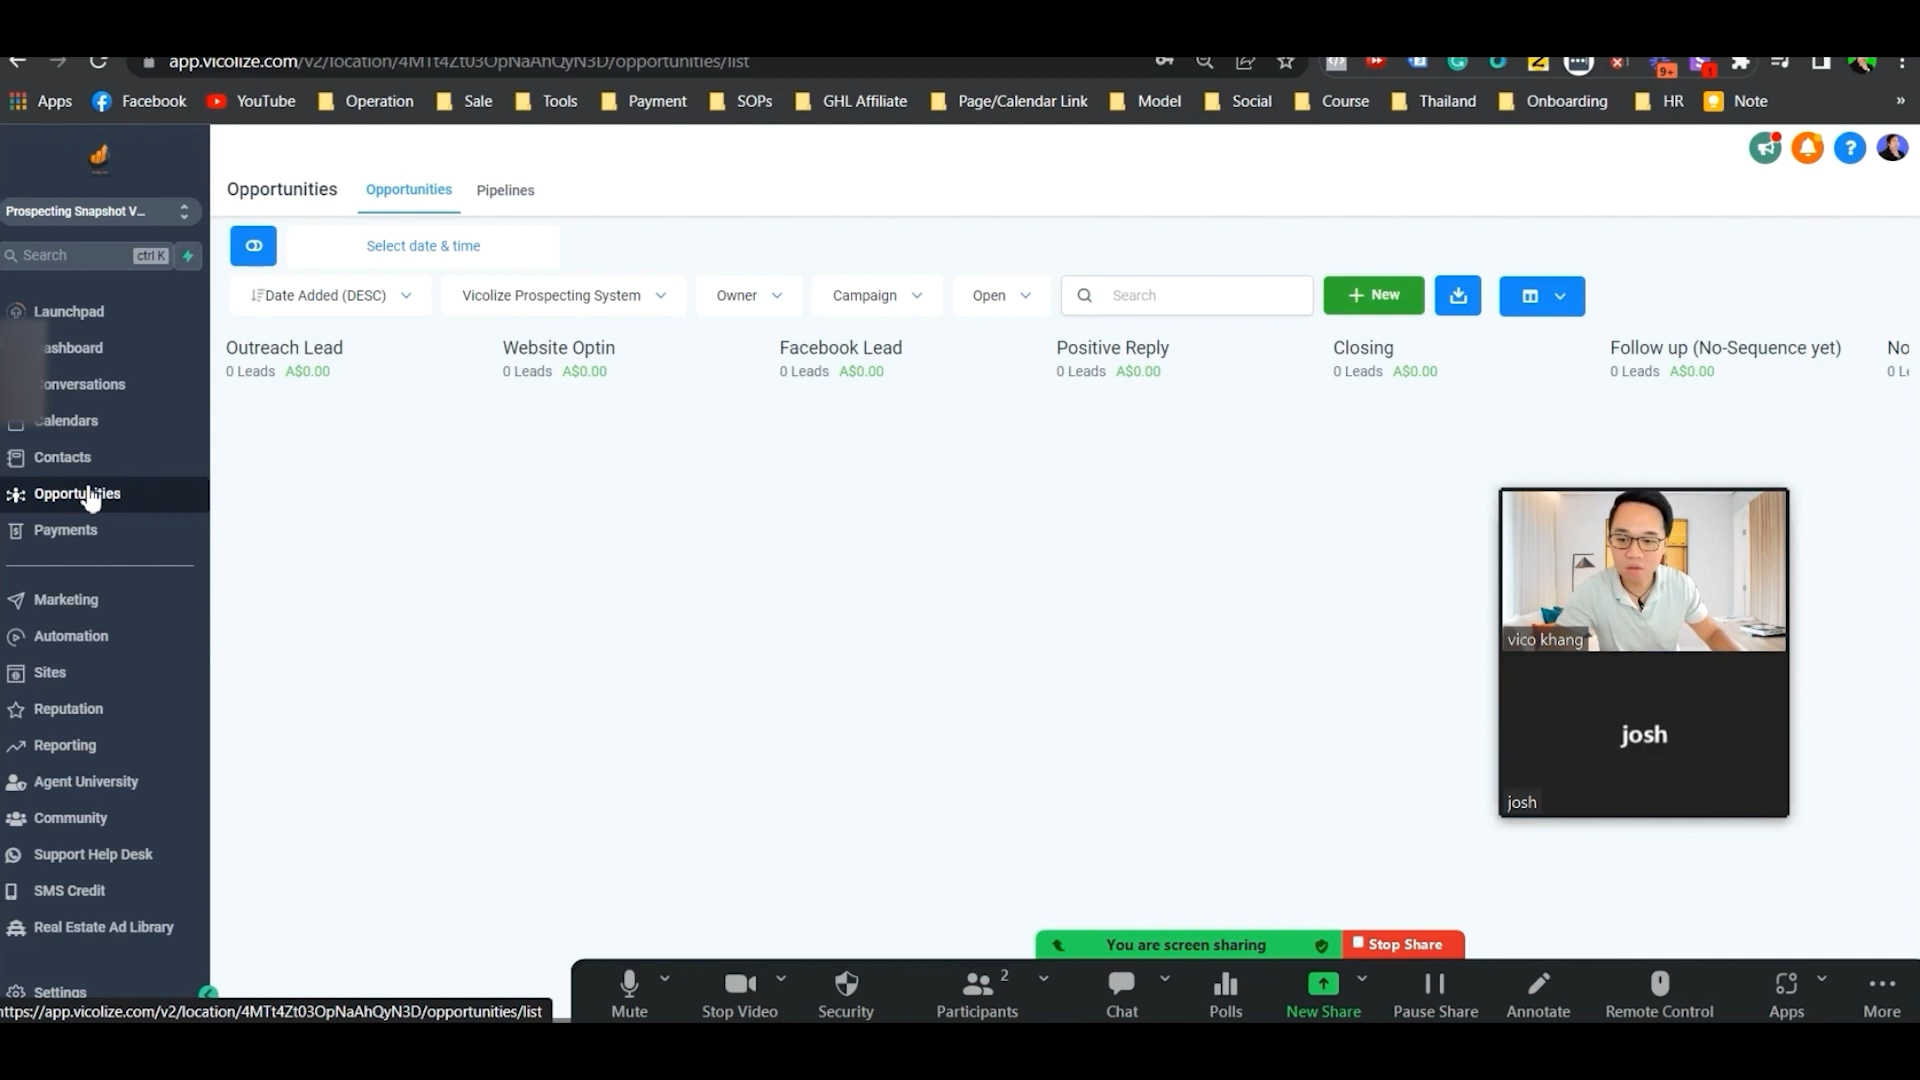 app.vicolize.com/v2/location/4MTt4Zt03OpNaAhQyN3D/opportunities/list
9+ 1
Apps Facebook YouTube Operation Sale Tools Payment SOPs GHL Affiliate Page/Calendar Link Model Social Course Thailand Onboarding HR Note »
Prospecting Snapshot V...
Search ctrl K
Launchpad
ashboard
onversations
Calendars
Contacts
Opportunities
Payments
Marketing
Automation
Sites
Reputation
Reporting
Agent University
Community
Support Help Desk
SMS Credit
Real Estate Ad Library
Settings
https://app.vicolize.com/v2/location/4MTt4Zt03OpNaAhQyN3D/opportunities/list
Opportunities Opportunities Pipelines
Select date & time
Date Added (DESC) Vicolize Prospecting System Owner Campaign Open Search + New
Outreach Lead Website Optin Facebook Lead Positive Reply Closing Follow up (No-Sequence yet) No
0 Leads A$0.00 0 Leads A$0.00 0 Leads A$0.00 0 Leads A$0.00 0 Leads A$0.00 0 Leads A$0.00 0 Le
vico khang
josh
josh
You are screen sharing Stop Share
2
Mute Stop Video Security Participants Chat Polls New Share Pause Share Annotate Remote Control Apps More